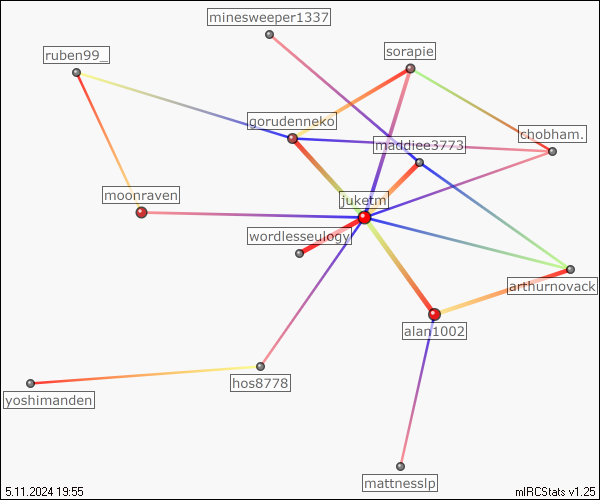 minesweeper1337
sorapie
ruben99_
gorudenneko
chobham.
maddiee3773
moonraven
juketm
wordlesseulogy
arthurnovack
alan1002
hos8778
yoshimanden
mattnesslp
5.11.2024 19:55
mIRCStats v1.25